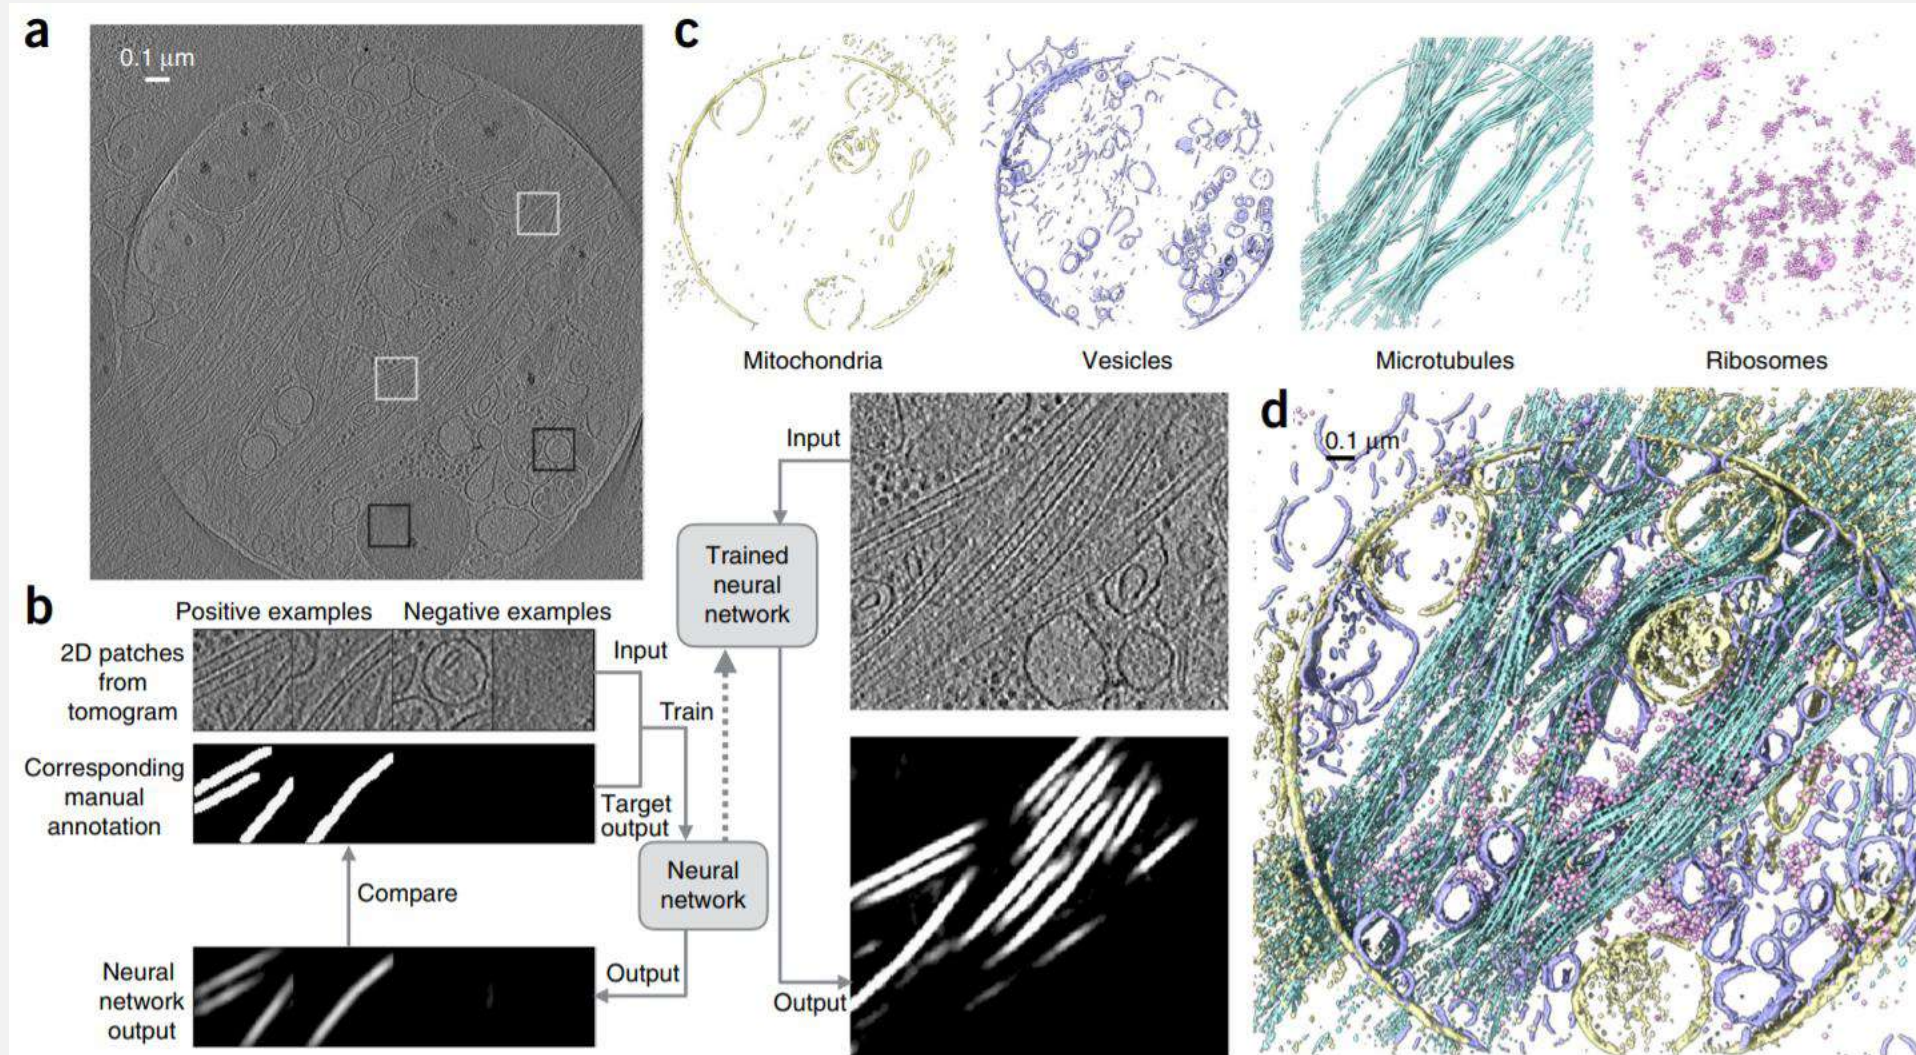 a
0.1 μm
c
Mitochondria
Vesicles
Microtubules
Ribosomes
b
Positive examples
Negative examples
2D patches
from
tomogram
Corresponding
manual
annotation
Compare
Neural
network
output
Input
Train
Target
output
Neural
network
Output
Input
Trained
neural
network
Output
d
0.1 μm